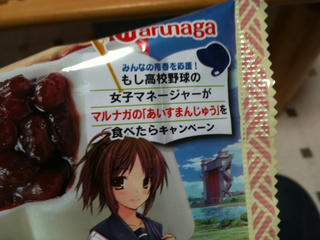 Marunaga
みんなの青春を応援！
もし高校野球の
女子マネージャーが
マルナガの「あいすまんじゅう」を
食べたらキャンペーン